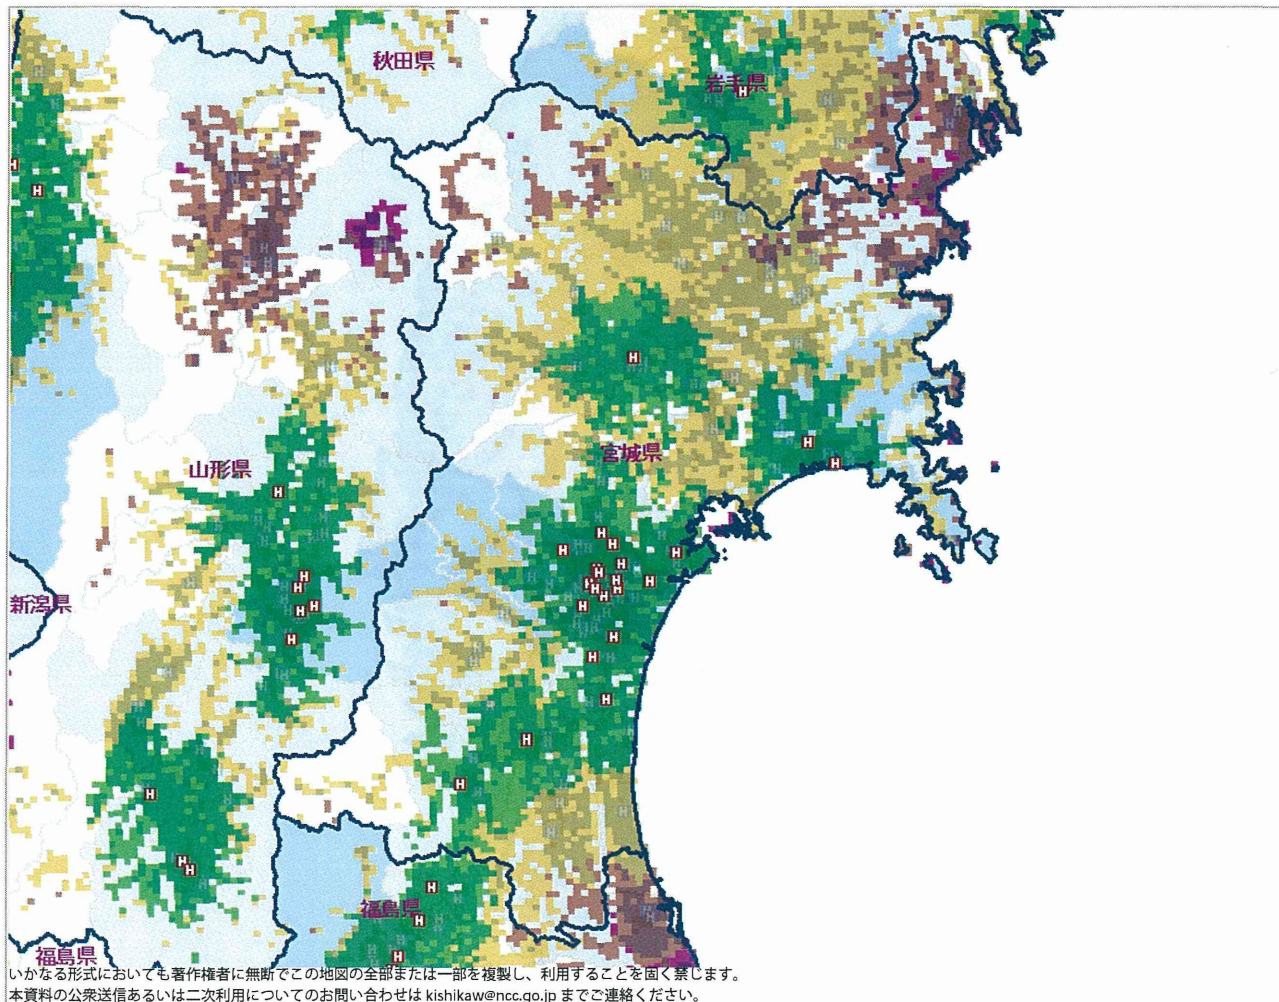 秋田県
岩手県
宮城県
山形県
新潟県
福島県
福島県
いかなる形式においても著作権者に無断でこの地図の全部または一部を複製し、利用することを固く禁じます。
本資料の公衆送信あるいは二次利用についてのお問い合わせは kishikaw@ncc.go.jp までご連絡ください。